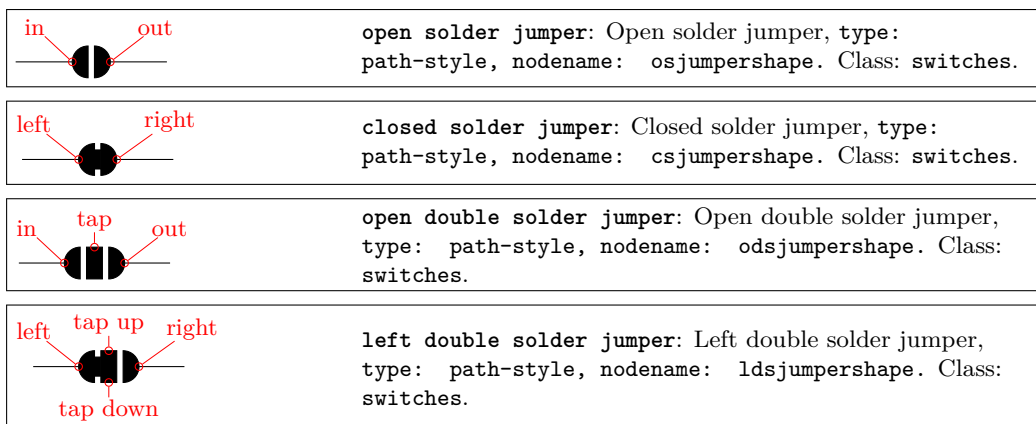 in out
open solder jumper: Open solder jumper, type:
path-style, nodename: osjumpershape. Class: switches.
left right
closed solder jumper: Closed solder jumper, type:
path-style, nodename: csjumpershape. Class: switches.
in tap out
open double solder jumper: Open double solder jumper,
type: path-style, nodename: odsjumpershape. Class:
switches.
left tap up right
tap down
left double solder jumper: Left double solder jumper,
type: path-style, nodename: ldsjumpershape. Class:
switches.